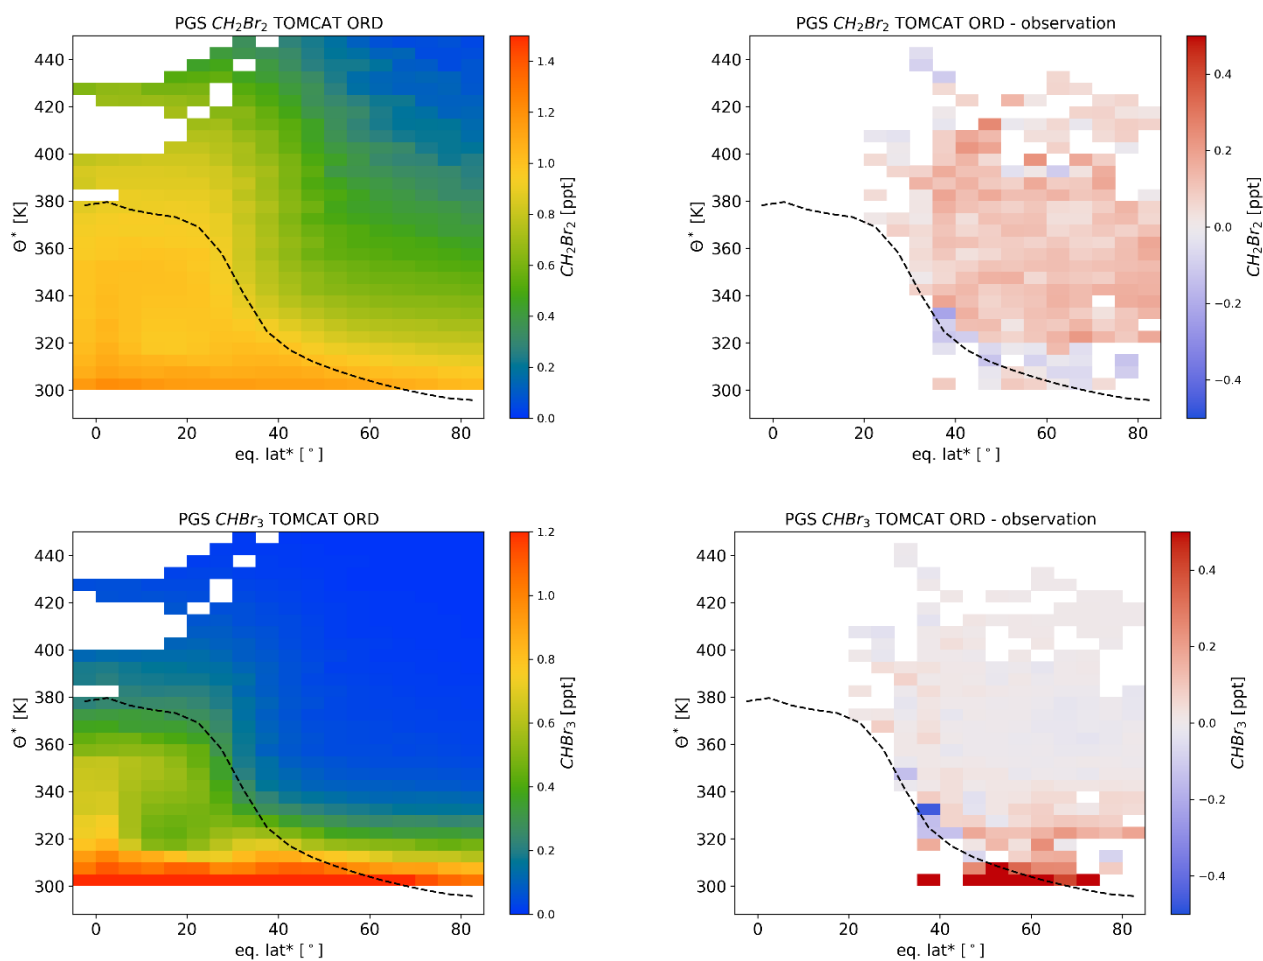 PGS CH₂Br₂ TOMCAT ORD
440
420
400
380
360
340
320
300
Θ* [K]
0 20 40 60 80
eq. lat* [°]
1.4
1.2
1.0
0.8
0.6
0.4
0.2
0.0
CH₂Br₂ [ppt]
PGS CH₂Br₂ TOMCAT ORD - observation
440
420
400
380
360
340
320
300
Θ* [K]
0 20 40 60 80
eq. lat* [°]
0.4
0.2
0.0
−0.2
−0.4
CH₂Br₂ [ppt]
PGS CHBr₃ TOMCAT ORD
440
420
400
380
360
340
320
300
Θ* [K]
0 20 40 60 80
eq. lat* [°]
1.2
1.0
0.8
0.6
0.4
0.2
0.0
CHBr₃ [ppt]
PGS CHBr₃ TOMCAT ORD - observation
440
420
400
380
360
340
320
300
Θ* [K]
0 20 40 60 80
eq. lat* [°]
0.4
0.2
0.0
−0.2
−0.4
CHBr₃ [ppt]